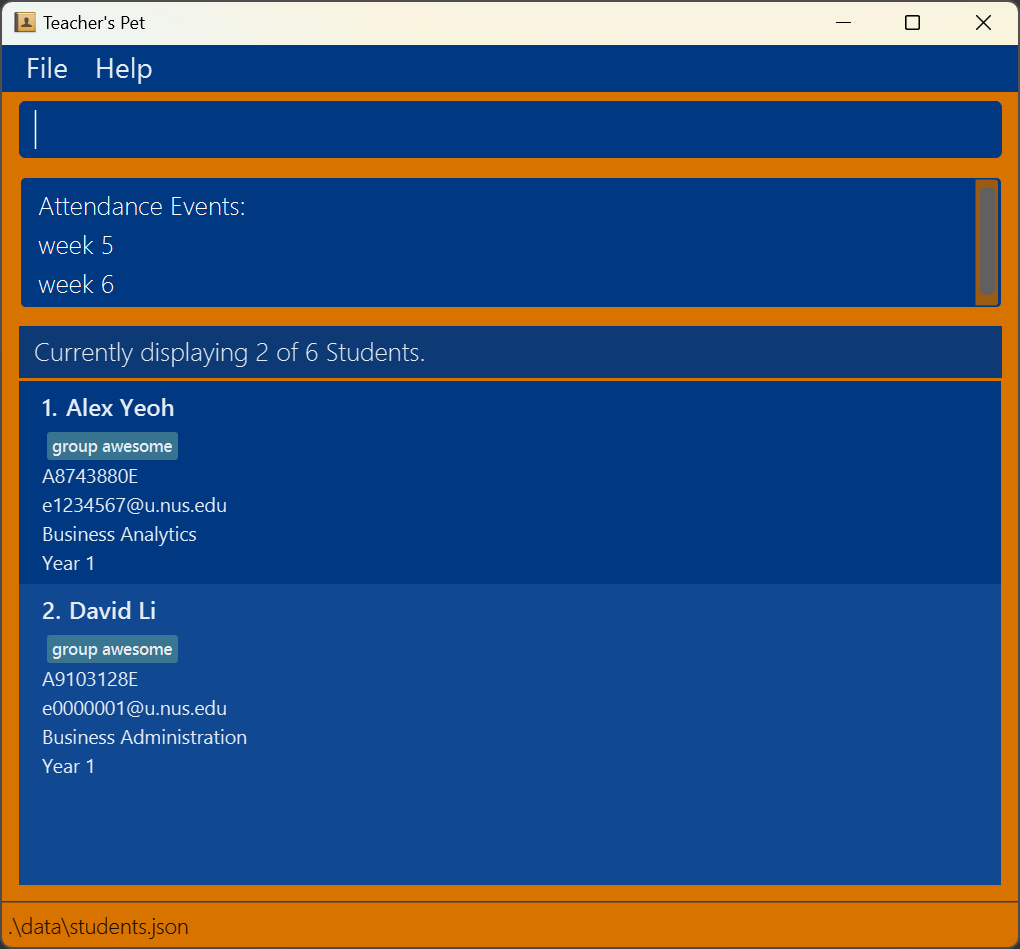 Teacher's Pet
File Help
Attendance Events:
week 5
week 6
Currently displaying 2 of 6 Students.
1. Alex Yeoh
group awesome
A8743880E
e1234567@u.nus.edu
Business Analytics
Year 1
2. David Li
group awesome
A9103128E
e0000001@u.nus.edu
Business Administration
Year 1
.\data\students.json